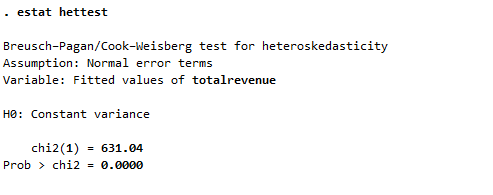 . estat hettest
Breusch–Pagan/Cook–Weisberg test for heteroskedasticity
Assumption: Normal error terms
Variable: Fitted values of totalrevenue
H0: Constant variance
chi2(1) = 631.04
Prob > chi2 = 0.0000